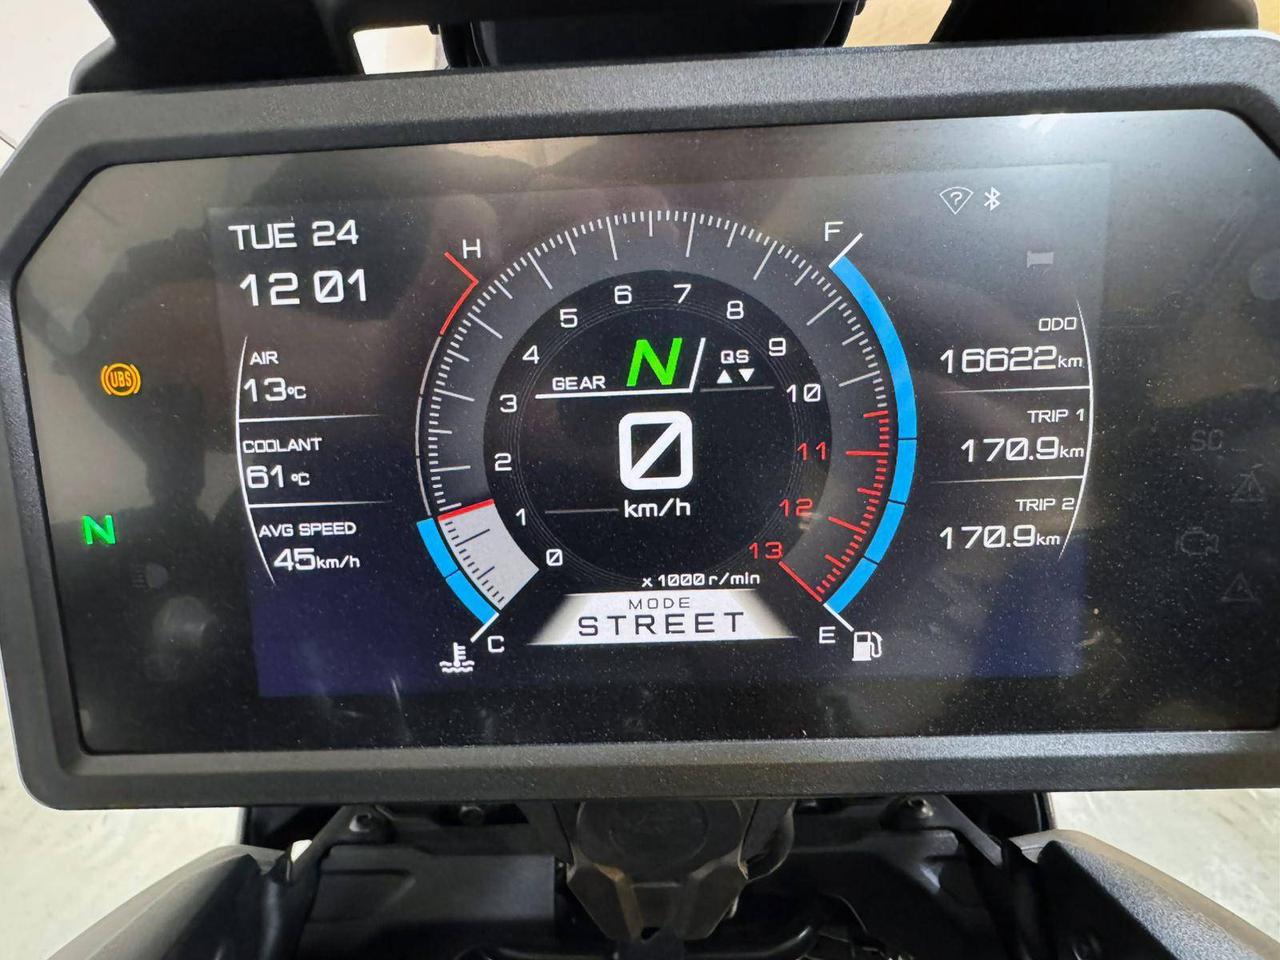 TUE 24
12 01
AIR
13°C
COOLANT
61°C
AVG SPEED
45km/h
UBS
N
H
C
0
1
2
3
4
5
6
7
8
9
10
11
12
13
GEAR N
QS
0
km/h
x 1000 r/min
MODE
STREET
F
E
?
ODO
16622km
TRIP 1
170.9km
TRIP 2
170.9km
SC